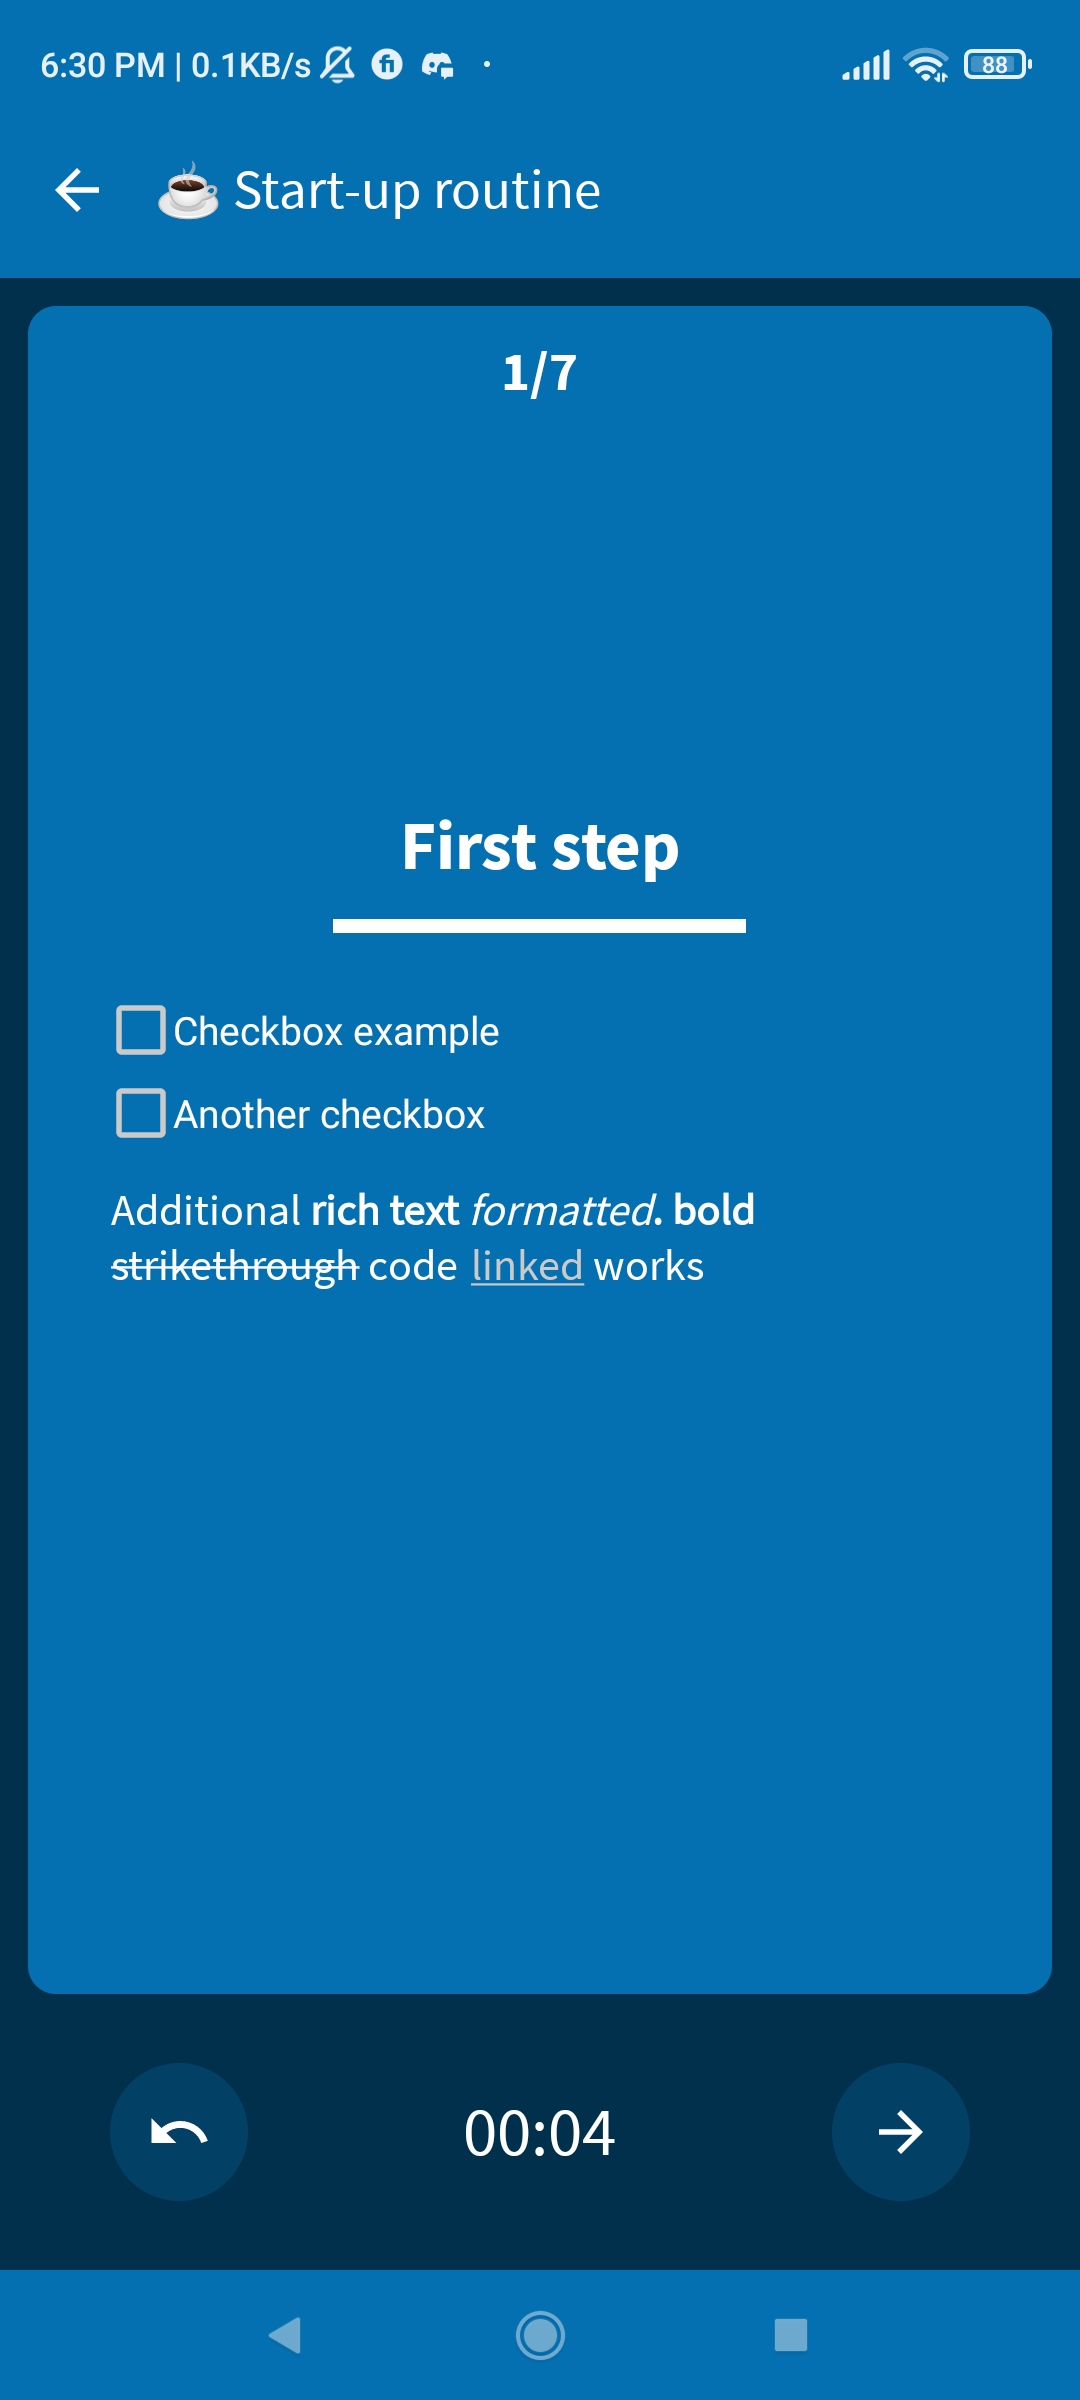 6:30 PM | 0.1KB/s fi 88
Start-up routine
1/7
First step
Checkbox example
Another checkbox
Additional rich text formatted. bold
strikethrough code linked works
00:04